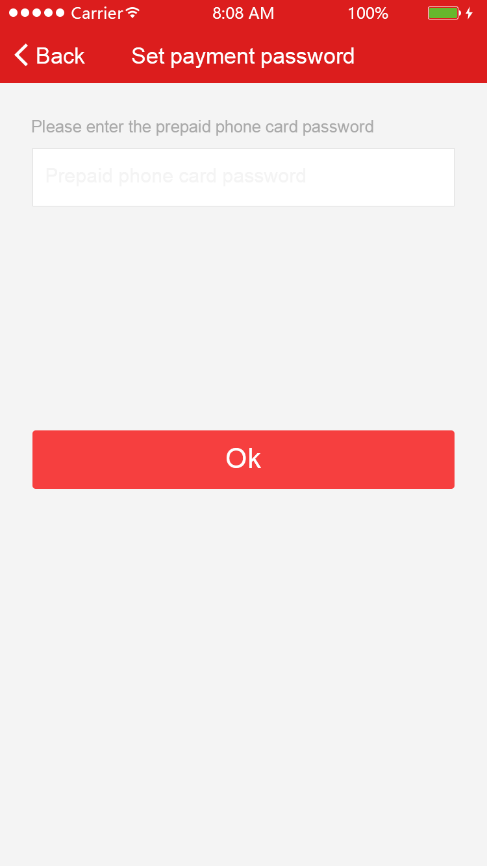 Carrier 8:08 AM 100%
Back Set payment password
Please enter the prepaid phone card password
Prepaid phone card password
Ok